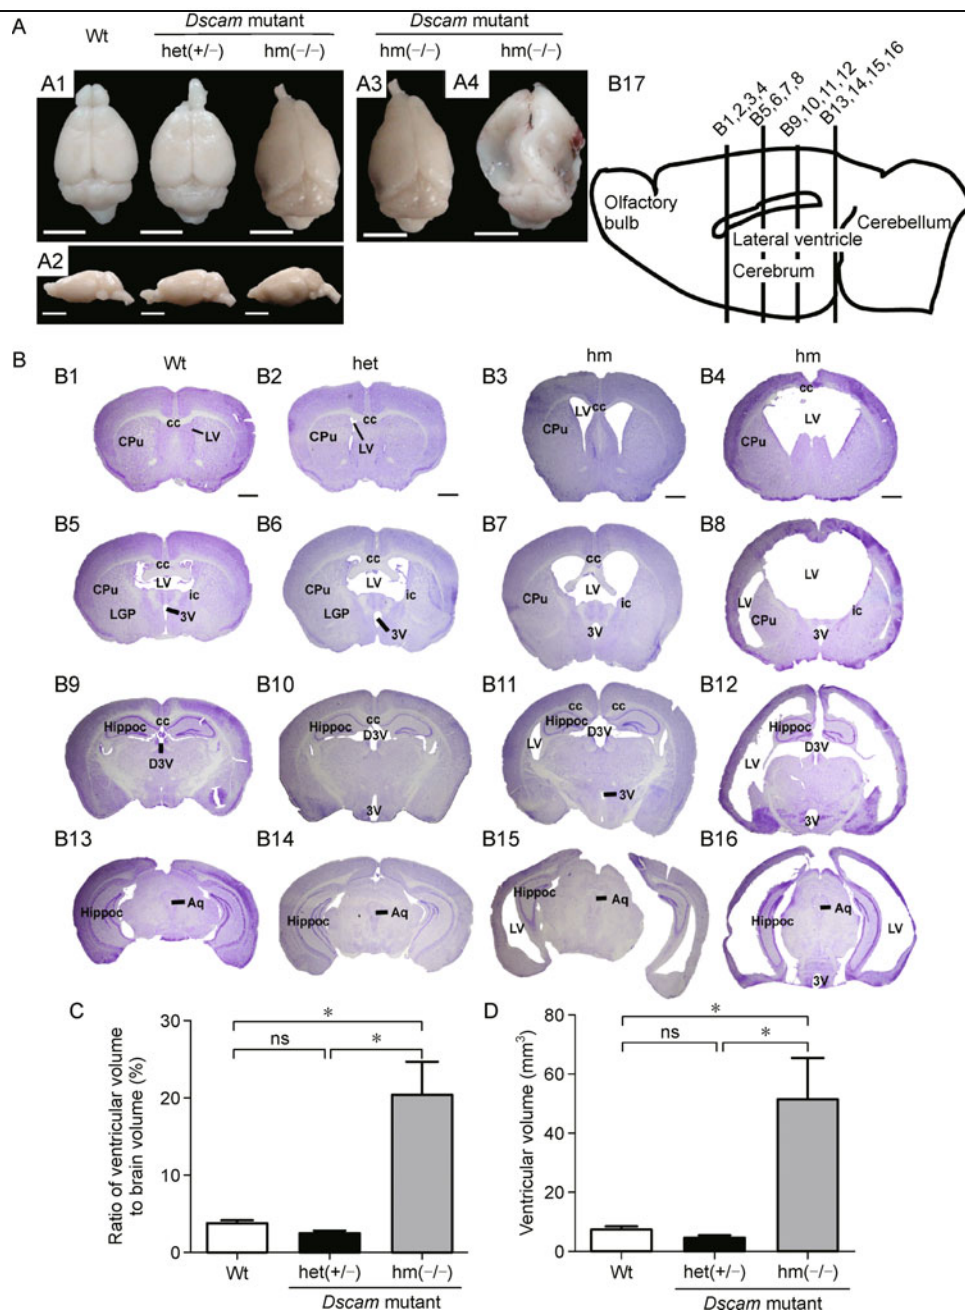 A
Wt
Dscam mutant
het(+/−)
hm(−/−)
Dscam mutant
hm(−/−)
hm(−/−)
A1
A3
A4
A2
B17
B1,2,3,4
B5,6,7,8
B9,10,11,12
B13,14,15,16
Olfactory
bulb
Lateral ventricle
Cerebrum
Cerebellum
B
Wt
het
hm
hm
B1
cc
CPu
LV
B2
cc
CPu
LV
B3
LV
cc
CPu
B4
cc
LV
CPu
B5
cc
LV
CPu
ic
LGP
3V
B6
cc
LV
CPu
ic
3V
B7
cc
LV
CPu
ic
3V
B8
LV
LV
ic
CPu
3V
B9
cc
Hippoc
D3V
B10
cc
Hippoc
D3V
3V
B11
cc
cc
Hippoc
D3V
LV
3V
B12
Hippoc
D3V
LV
3V
B13
Aq
Hippoc
B14
Aq
Hippoc
B15
Hippoc
Aq
LV
B16
Aq
Hippoc
LV
3V
C
Ratio of ventricular volume
to brain volume (%)
30
20
10
0
*
ns
*
Wt
het(+/−)
hm(−/−)
Dscam mutant
D
Ventricular volume (mm³)
80
60
40
20
0
*
ns
*
Wt
het(+/−)
hm(−/−)
Dscam mutant